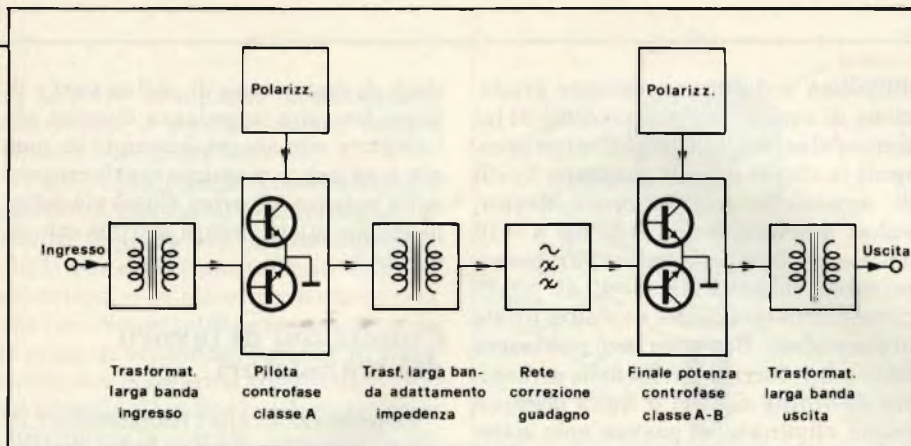 Polarizz.
Polarizz.
Ingresso
Uscita
Trasformat.
larga banda
ingresso
Pilota
controfase
classe A
Trasf. larga ban-
da adattamento
impedenza
Rete
correz.
guadagno
Finale potenza
controfase
classe A-B
Trasformat.
larga banda
uscita